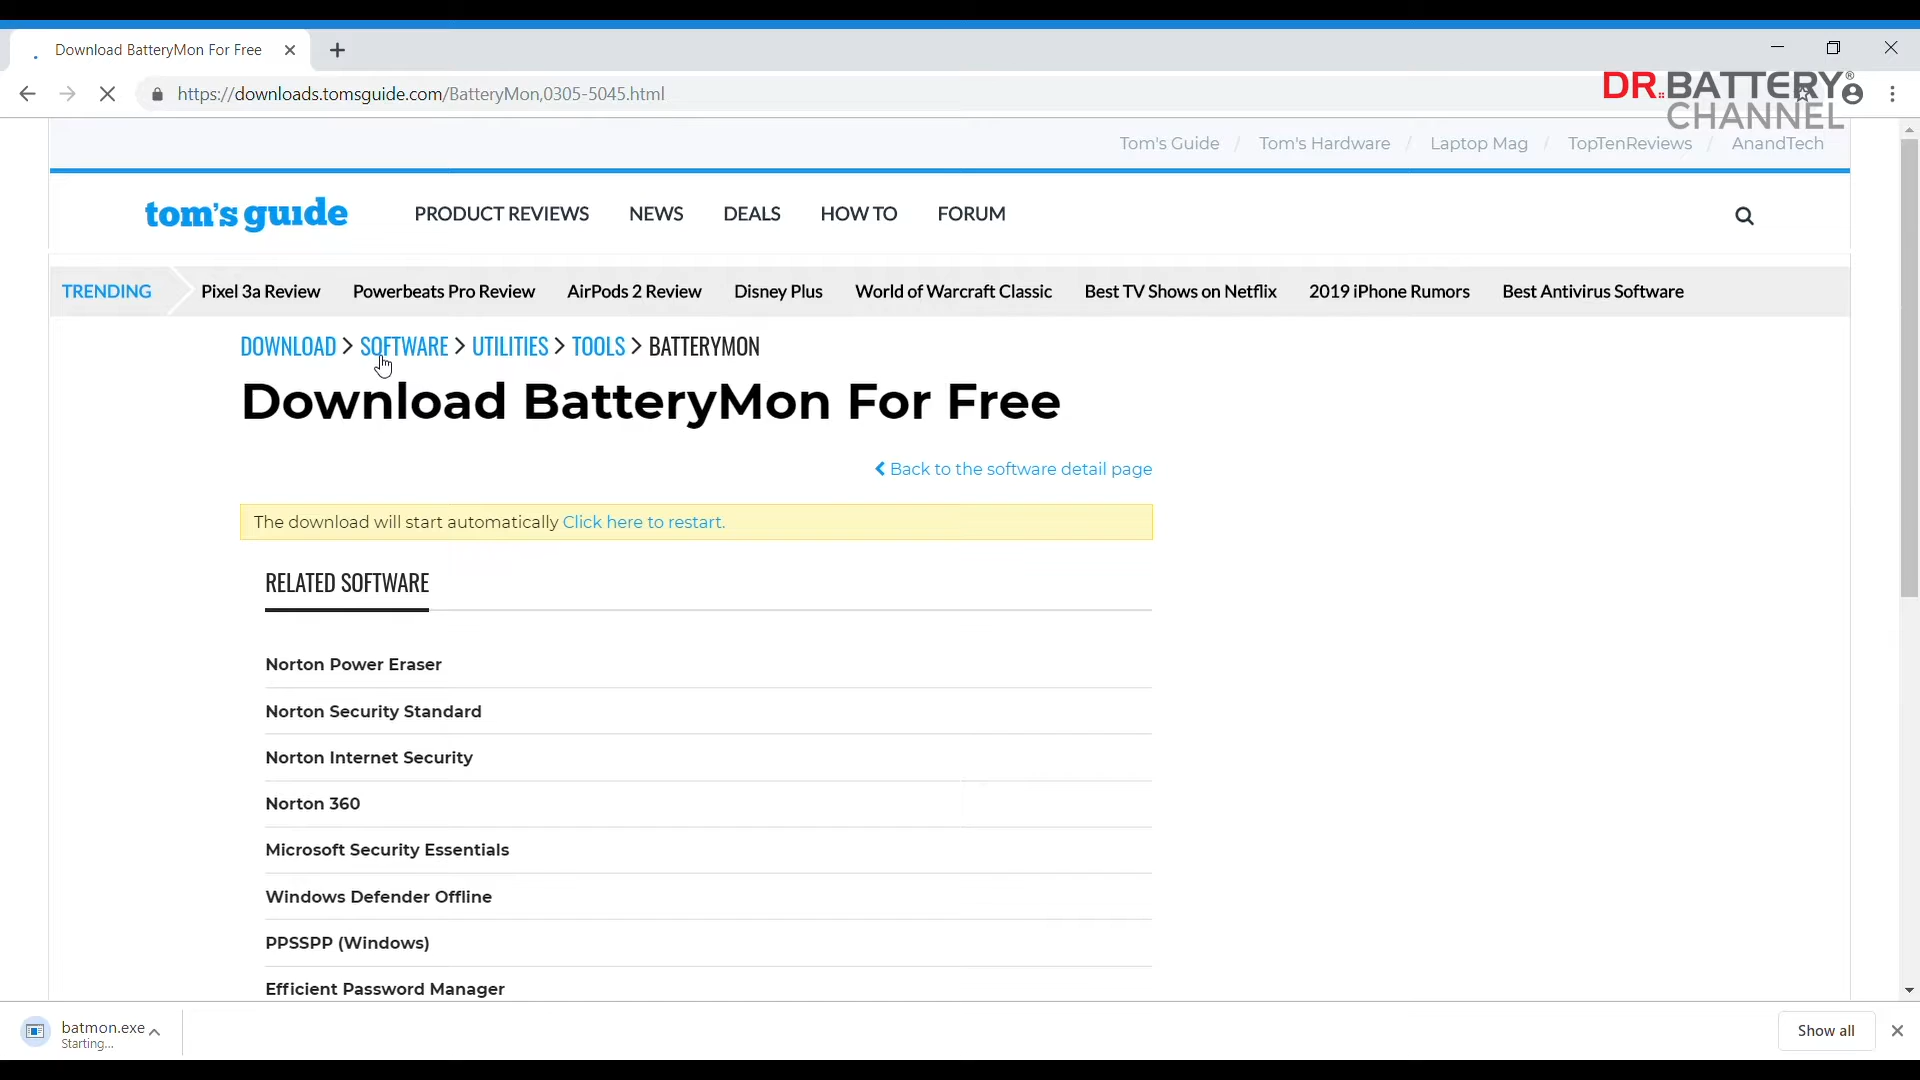 Download BatteryMon For Free
https://downloads.tomsguide.com/BatteryMon,0305-5045.html
DR.BATTERY®
CHANNEL
Tom's Guide / Tom's Hardware / Laptop Mag / TopTenReviews / AnandTech
tom's guide PRODUCT REVIEWS NEWS DEALS HOW TO FORUM
TRENDING Pixel 3a Review Powerbeats Pro Review AirPods 2 Review Disney Plus World of Warcraft Classic Best TV Shows on Netflix 2019 iPhone Rumors Best Antivirus Software
DOWNLOAD > SOFTWARE > UTILITIES > TOOLS > BATTERYMON
Download BatteryMon For Free
Back to the software detail page
The download will start automatically Click here to restart.
RELATED SOFTWARE
Norton Power Eraser
Norton Security Standard
Norton Internet Security
Norton 360
Microsoft Security Essentials
Windows Defender Offline
PPSSPP (Windows)
Efficient Password Manager
batmon.exe
Starting...
Show all